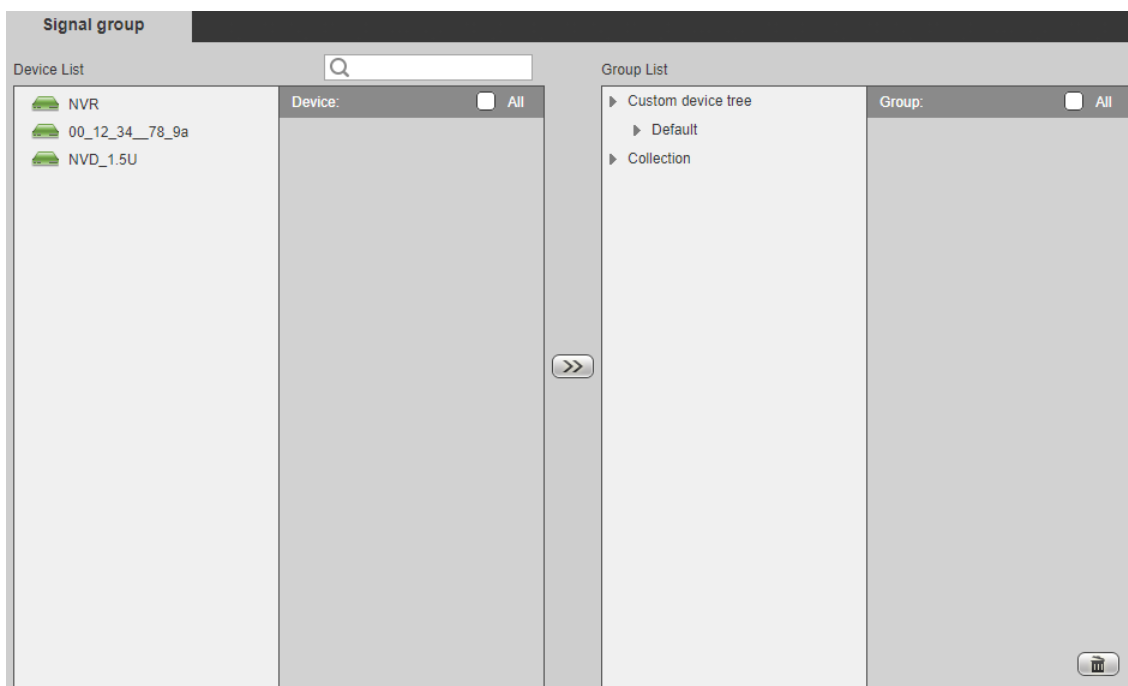 Signal group
Device List
Group List
NVR
00_12_34__78_9a
NVD_1.5U
Device:
All
Custom device tree
Default
Collection
Group:
All
>>